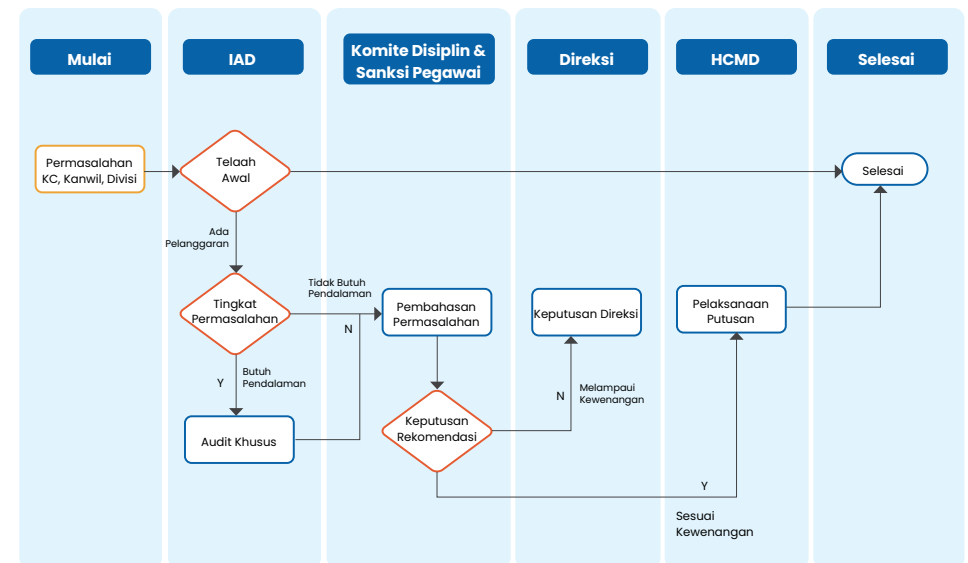 Mulai
IAD
Komite Disiplin &
Sanksi Pegawai
Direksi
HCMD
Selesai
Permasalahan
KC, Kanwil, Divisi
Telaah
Awal
Selesai
Ada
Pelanggaran
Tingkat
Permasalahan
Tidak Butuh
Pendalaman
N
Pembahasan
Permasalahan
Keputusan Direksi
Pelaksanaan
Putusan
Y
Butuh
Pendalaman
N
Melampaui
Kewenangan
Audit Khusus
Keputusan
Rekomendasi
Y
Sesuai
Kewenangan